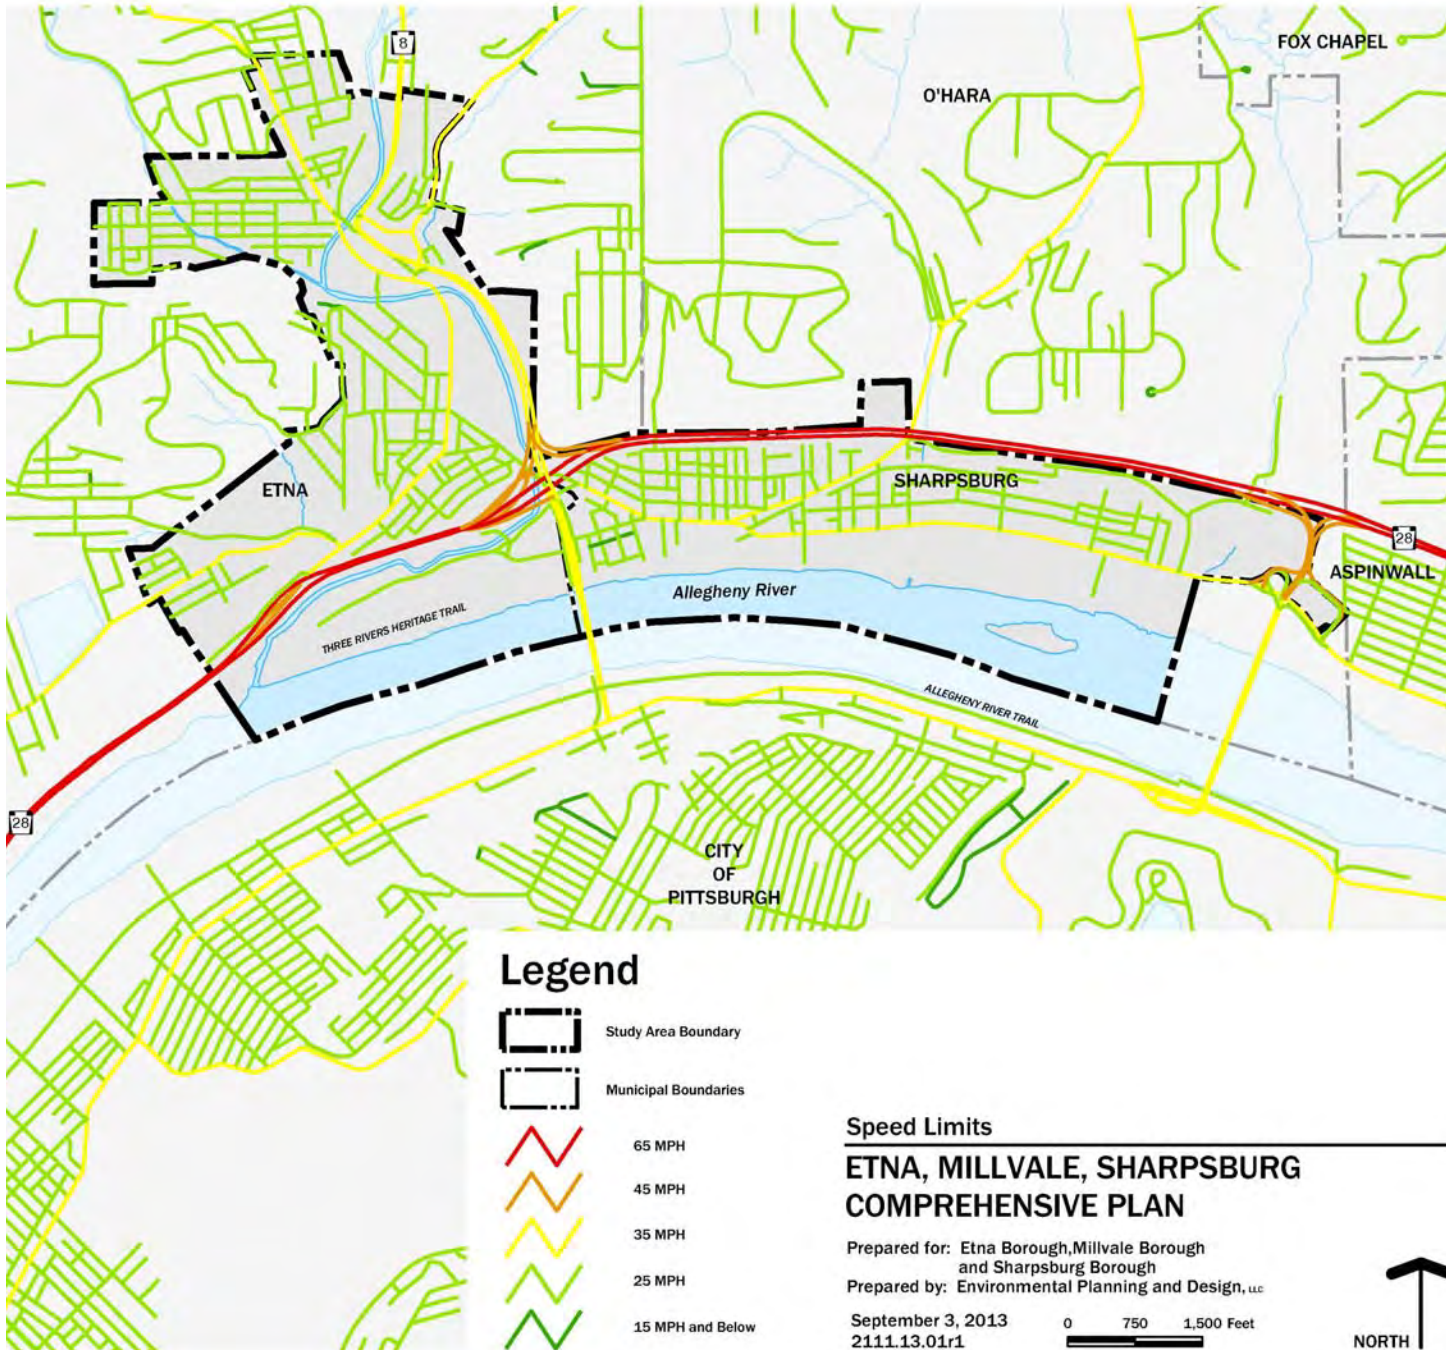 8
FOX CHAPEL
O'HARA
ETNA
SHARPSBURG
28
ASPINWALL
Allegheny River
THREE RIVERS HERITAGE TRAIL
ALLEGHENY RIVER TRAIL
28
CITY
OF
PITTSBURGH
Legend
Study Area Boundary
Municipal Boundaries
65 MPH
45 MPH
35 MPH
25 MPH
15 MPH and Below
Speed Limits
ETNA, MILLVALE, SHARPSBURG
COMPREHENSIVE PLAN
Prepared for: Etna Borough,Millvale Borough
and Sharpsburg Borough
Prepared by: Environmental Planning and Design, LLC
September 3, 2013
2111.13.01r1
0 750 1,500 Feet
NORTH